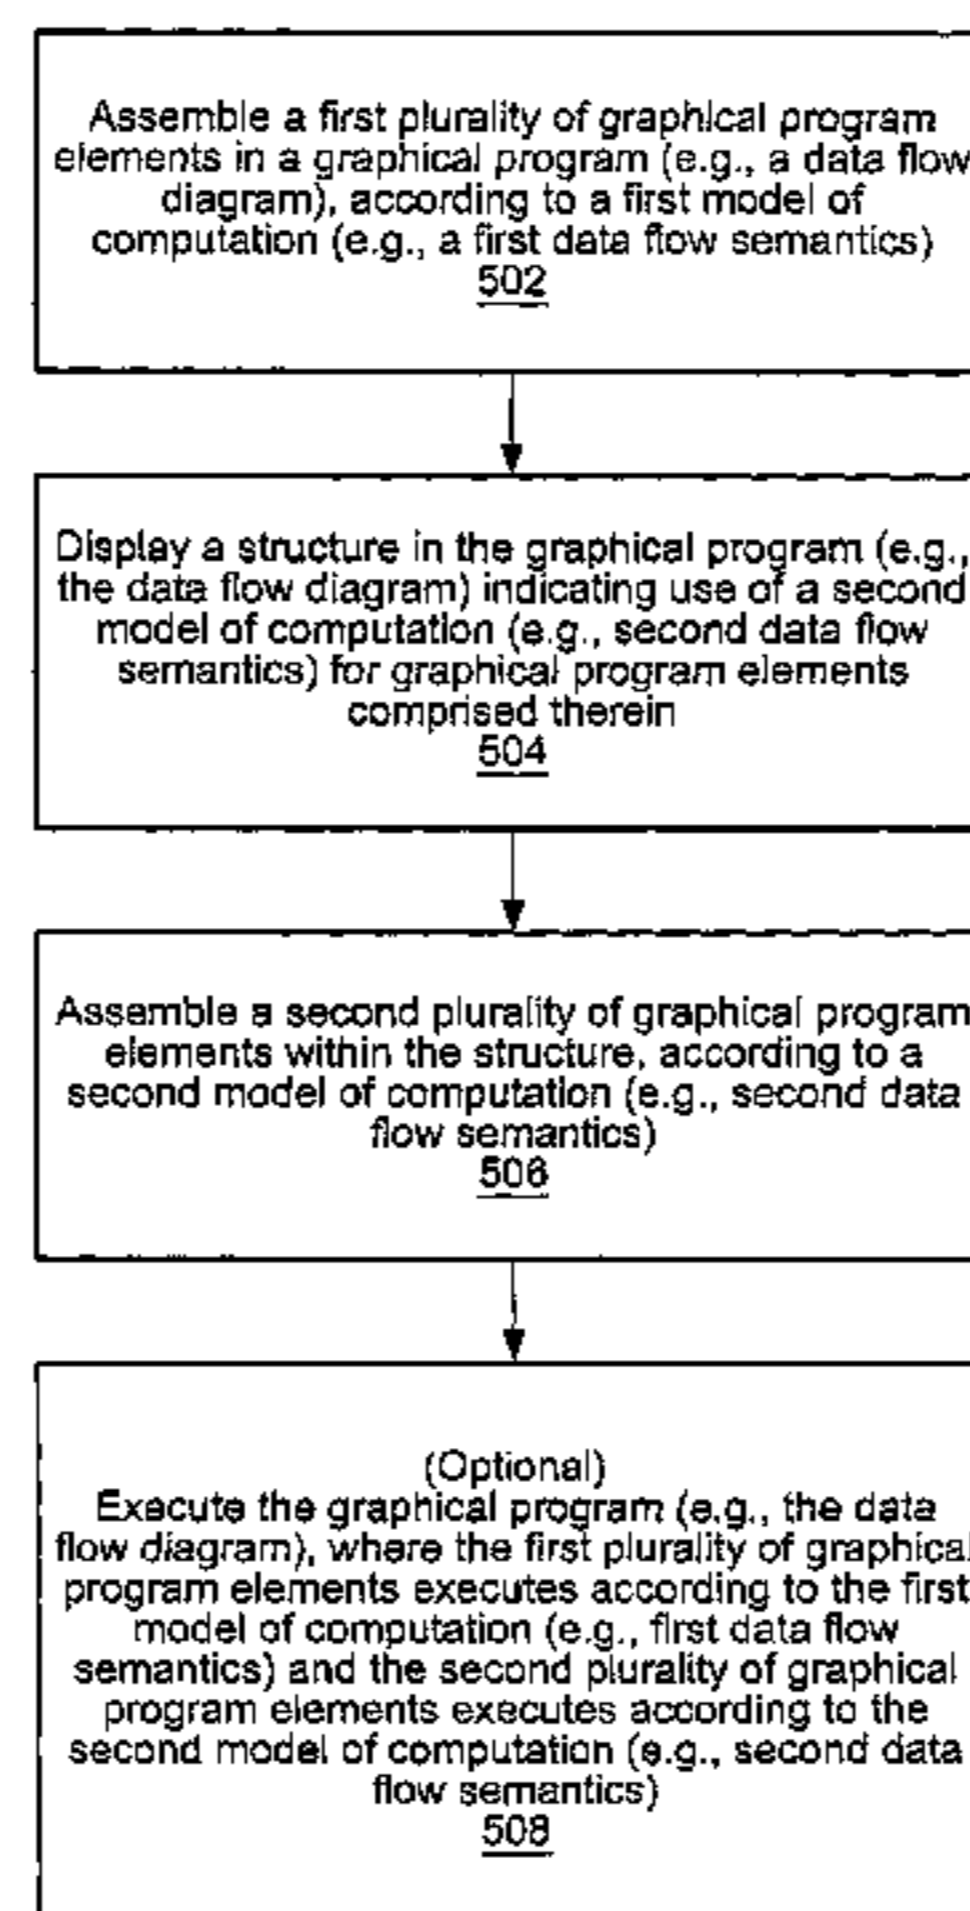 Assemble a first plurality of graphical program
elements in a graphical program (e.g., a data flow
diagram), according to a first model of
computation (e.g., a first data flow semantics)
502
Display a structure in the graphical program (e.g.,
the data flow diagram) indicating use of a second
model of computation (e.g., second data flow
semantics) for graphical program elements
comprised therein
504
Assemble a second plurality of graphical program
elements within the structure, according to a
second model of computation (e.g., second data
flow semantics)
506
(Optional)
Execute the graphical program (e.g., the data
flow diagram), where the first plurality of graphical
program elements executes according to the first
model of computation (e.g., first data flow
semantics) and the second plurality of graphical
program elements executes according to the
second model of computation (e.g., second data
flow semantics)
508